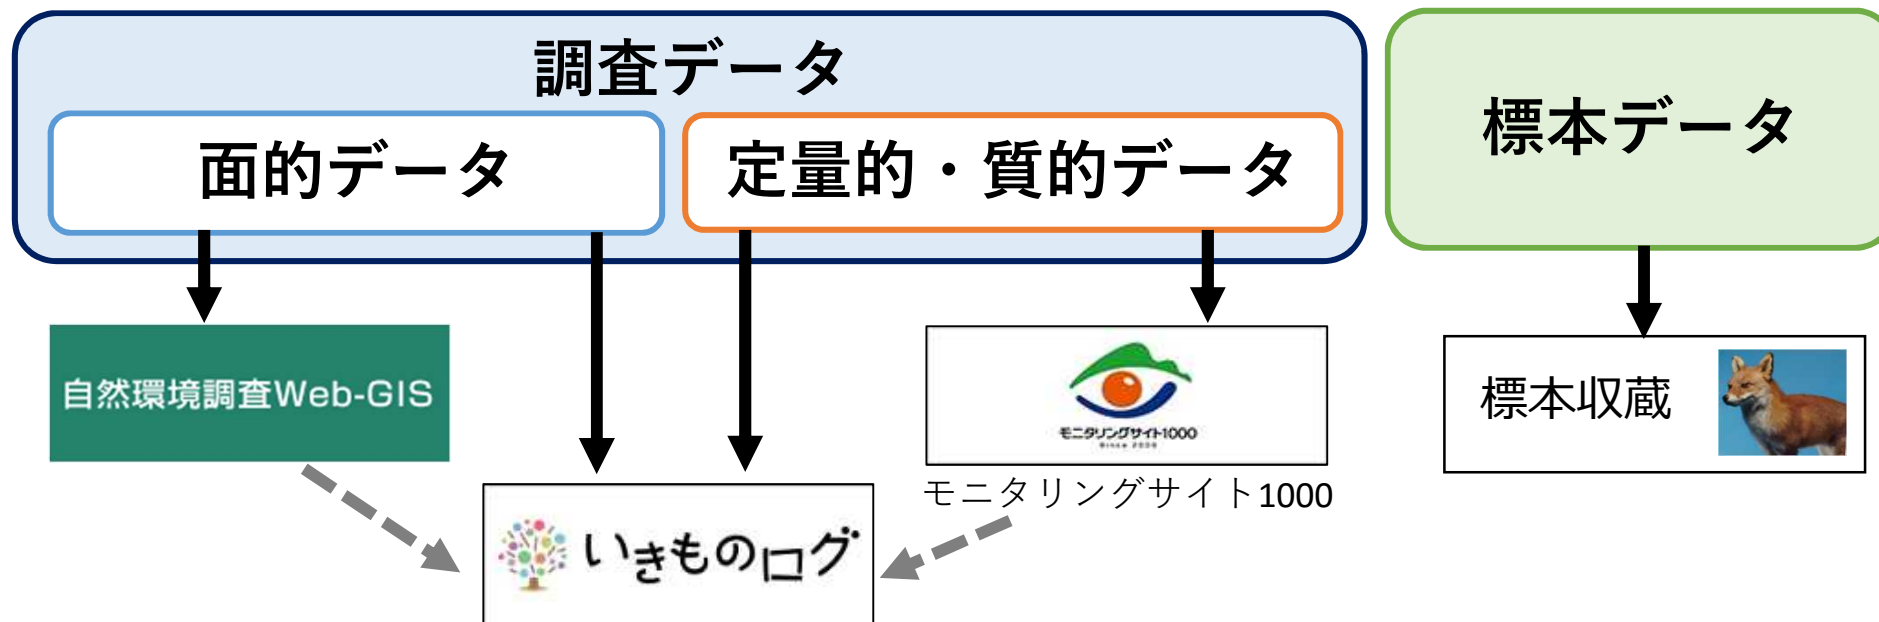 調査データ
面的データ
定量的・質的データ
標本データ
自然環境調査Web-GIS
モニタリングサイト1000
Since 2003
モニタリングサイト1000
標本収蔵
いきものログ